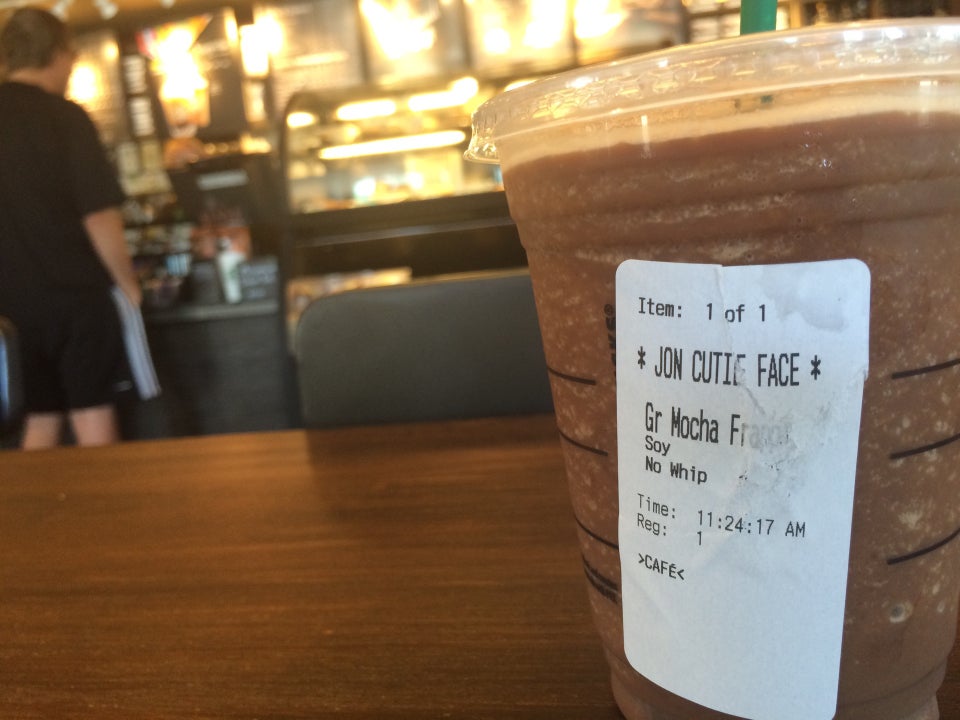 Item: 1 of 1
* JON CUTIE FACE *
Gr Mocha Frap
Soy
No Whip
Time: 11:24:17 AM
Reg: 1
>CAFÉ<